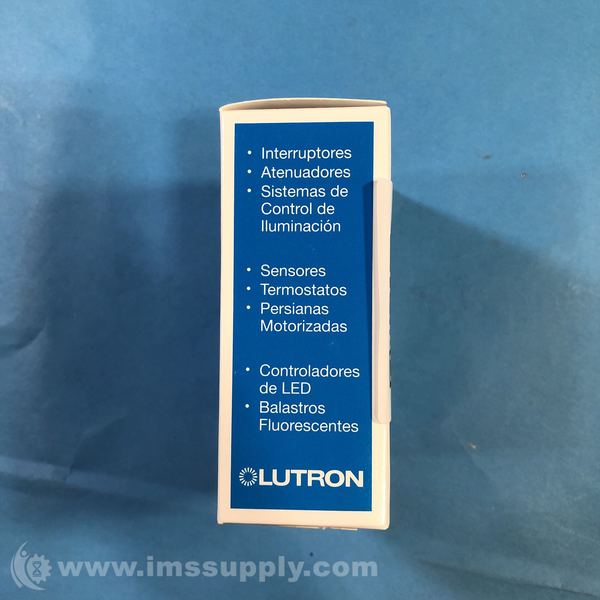 • Interruptores
• Atenuadores
• Sistemas de
Control de
Iluminación
• Sensores
• Termostatos
• Persianas
Motorizadas
• Controladores
de LED
• Balastros
Fluorescentes
LUTRON
www.imssupply.com